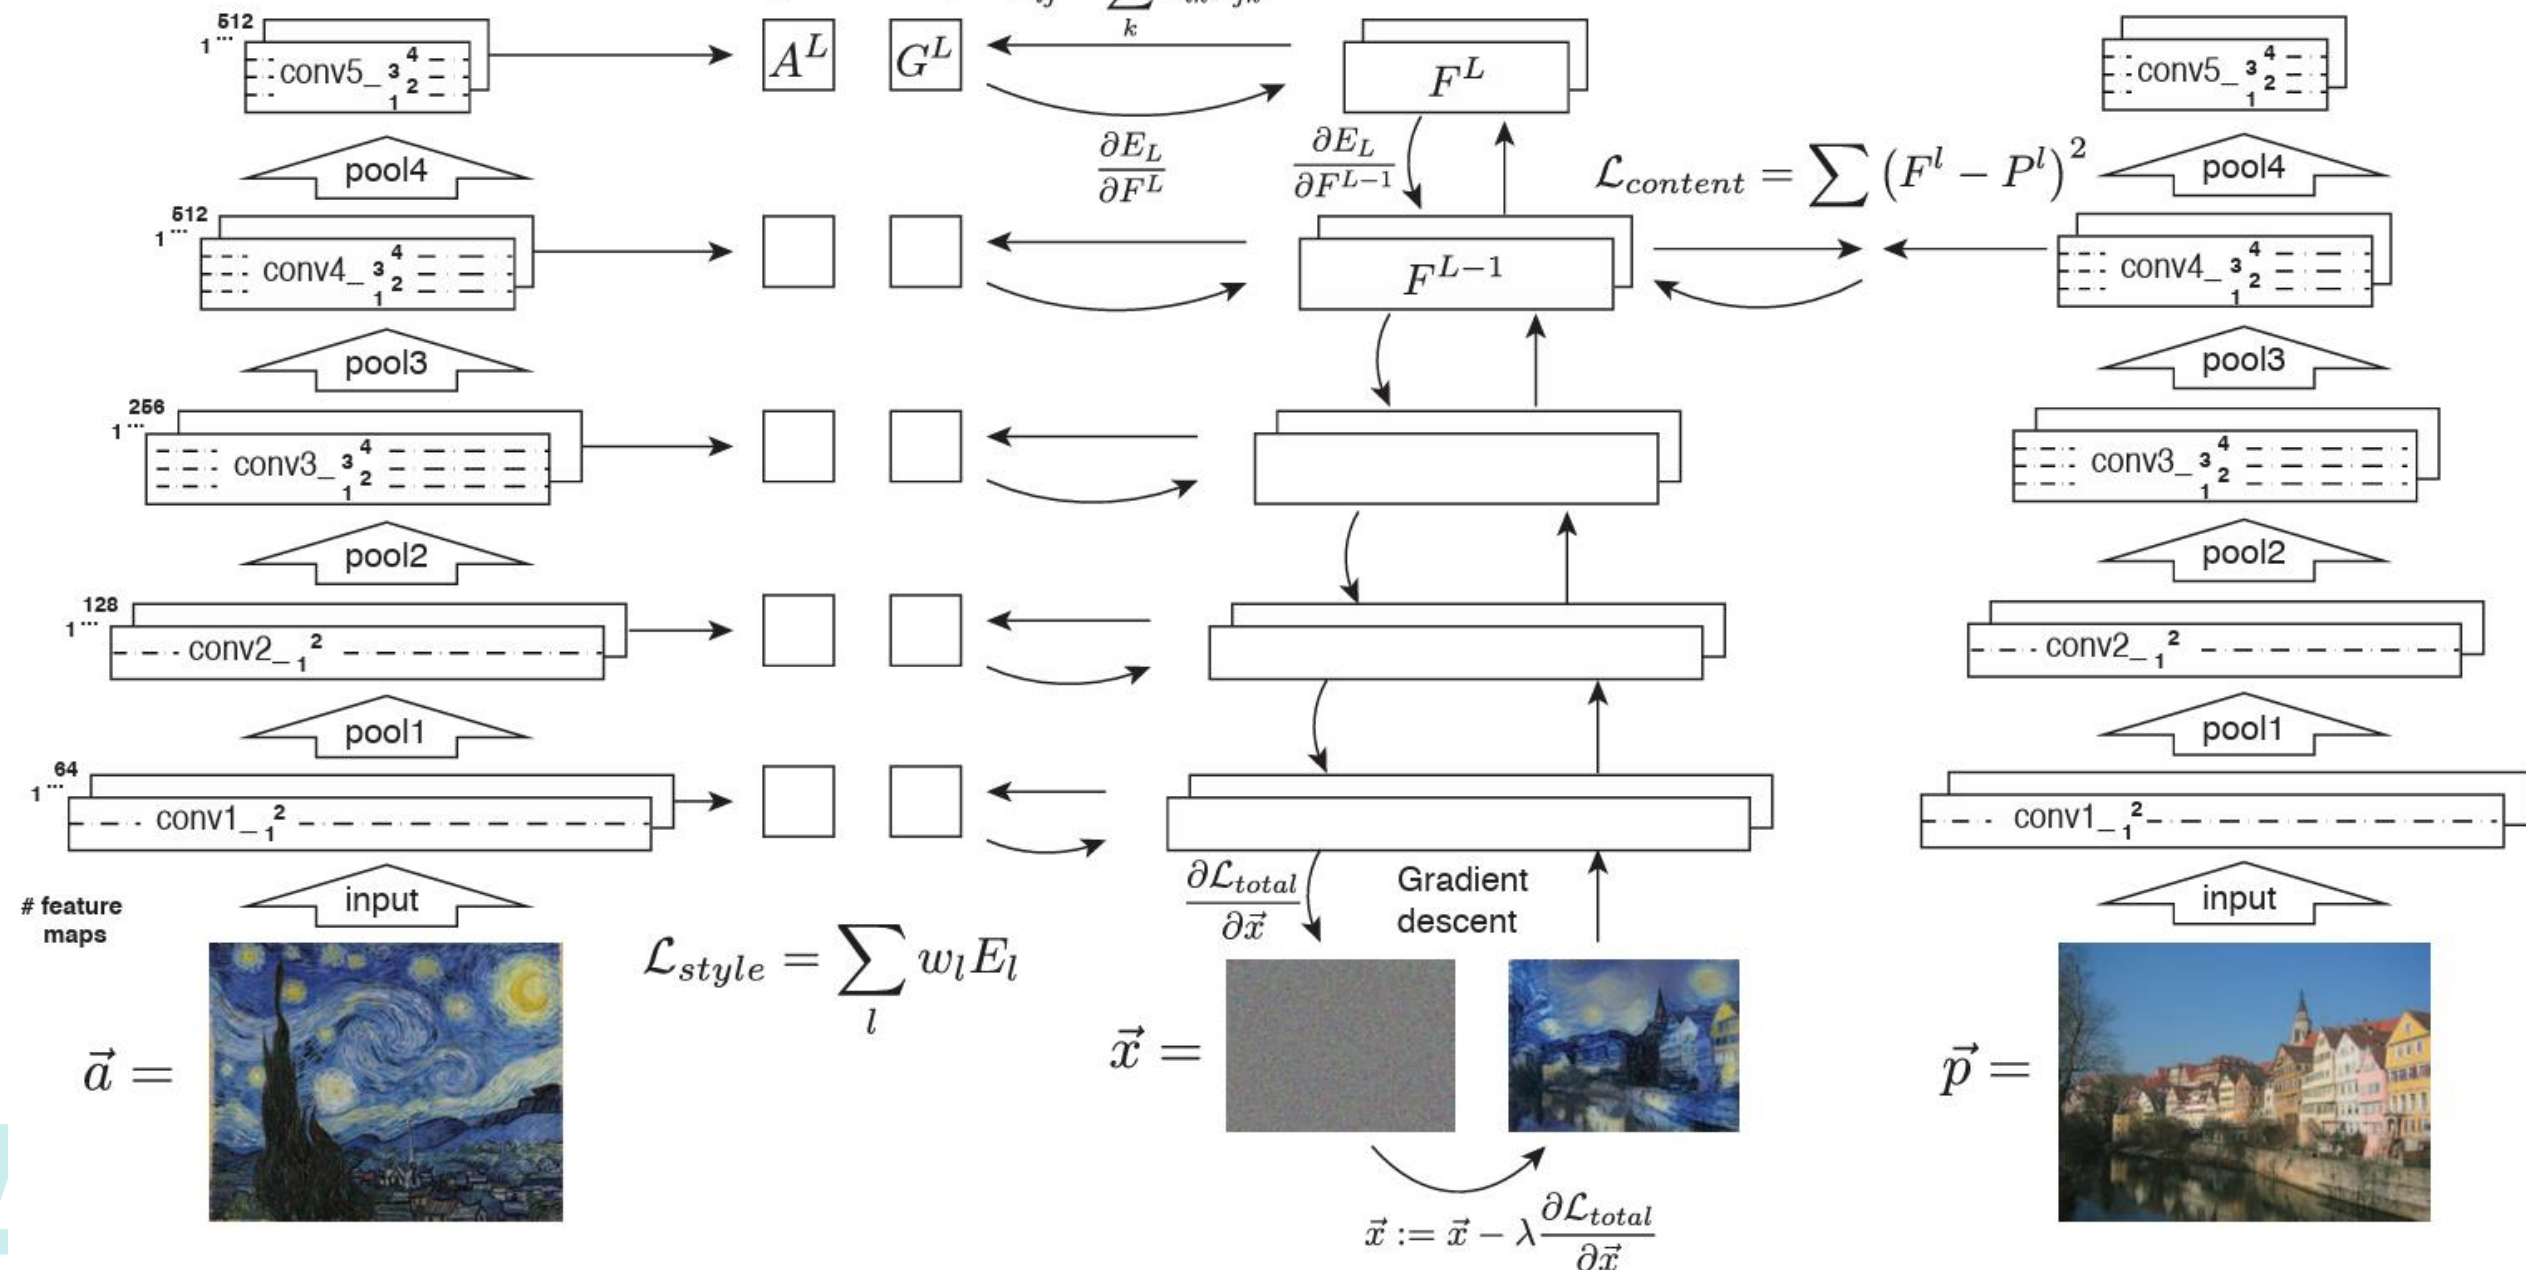 512
1...
conv5_ 1 2 3 4
A^L
G^L
k
F^L
conv5_ 1 2 3 4
pool4
∂E_L/∂F^L
∂E_L/∂F^{L-1}
L_content = ∑ (F^l − P^l)^2
pool4
512
1...
conv4_ 1 2 3 4
F^{L-1}
conv4_ 1 2 3 4
pool3
pool3
256
1...
conv3_ 1 2 3 4
conv3_ 1 2 3 4
pool2
pool2
128
1...
conv2_ 1 2
conv2_ 1 2
pool1
pool1
64
1...
conv1_ 1 2
conv1_ 1 2
# feature
maps
input
∂L_total/∂x⃗
Gradient
descent
input
L_style = ∑_l w_l E_l
a⃗ =
x⃗ =
p⃗ =
x⃗ := x⃗ − λ ∂L_total/∂x⃗